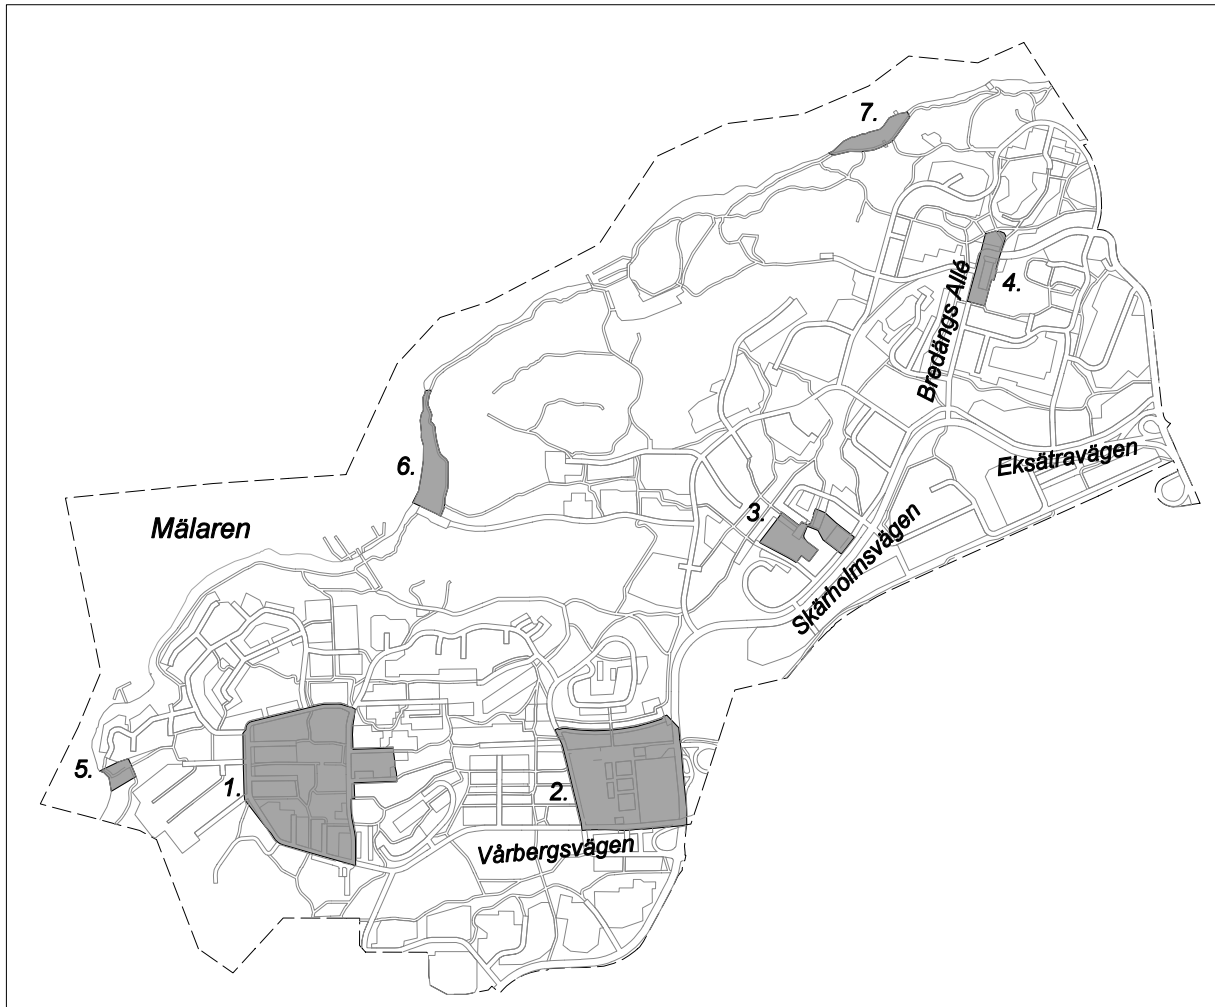 7.
Bredängs Allé
4.
6.
Eksätravägen
3.
Mälaren
Skärholmsvägen
5.
1.
2.
Vårbergsvägen